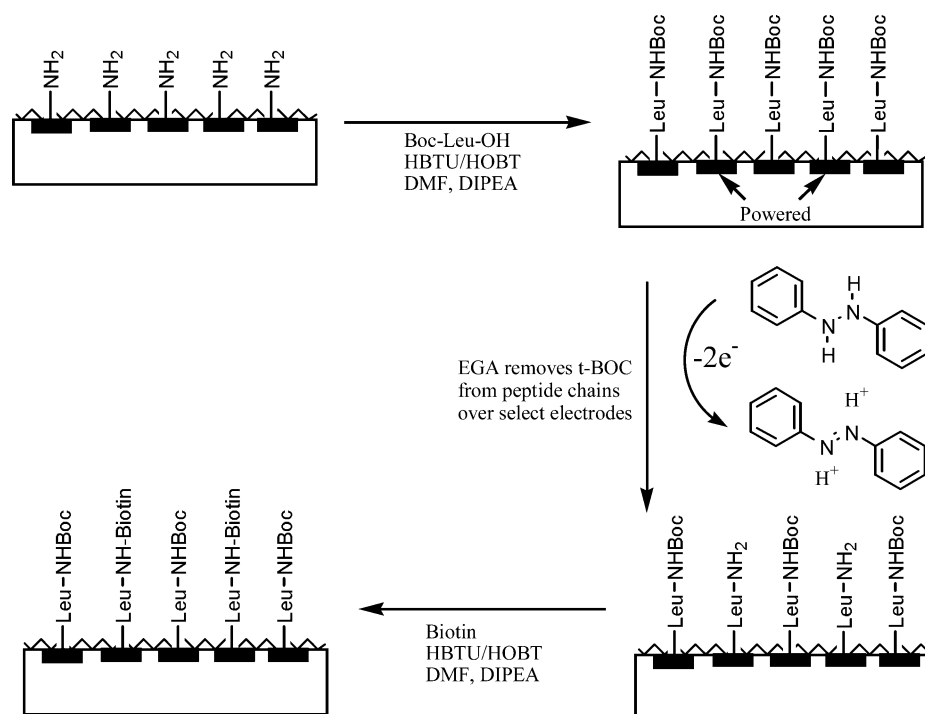 NH2 NH2 NH2 NH2 NH2
Boc-Leu-OH
HBTU/HOBT
DMF, DIPEA
Leu-NHBoc Leu-NHBoc Leu-NHBoc Leu-NHBoc Leu-NHBoc
Powered
EGA removes t-BOC
from peptide chains
over select electrodes
-2e-
H
N N
H
H+
N N
H+
Leu-NHBoc Leu-NH2 Leu-NHBoc Leu-NH2 Leu-NHBoc
Biotin
HBTU/HOBT
DMF, DIPEA
Leu-NHBoc Leu-NH-Biotin Leu-NHBoc Leu-NH-Biotin Leu-NHBoc